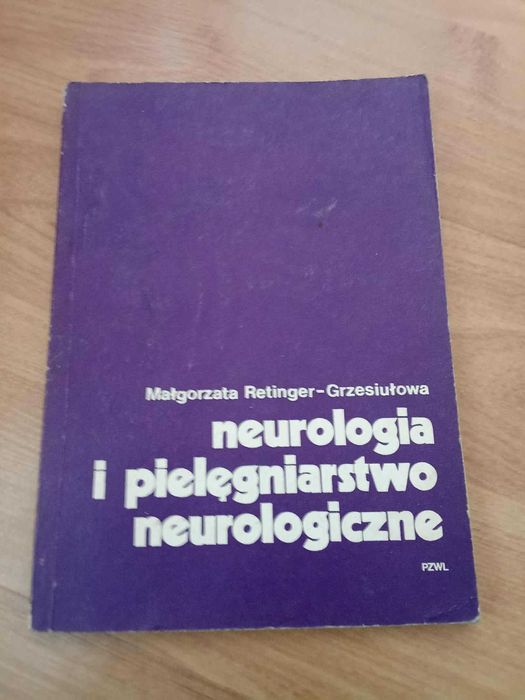 Małgorzata Retinger-Grzesiułowa
neurologia
i pielęgniarstwo
neurologiczne
PZWL